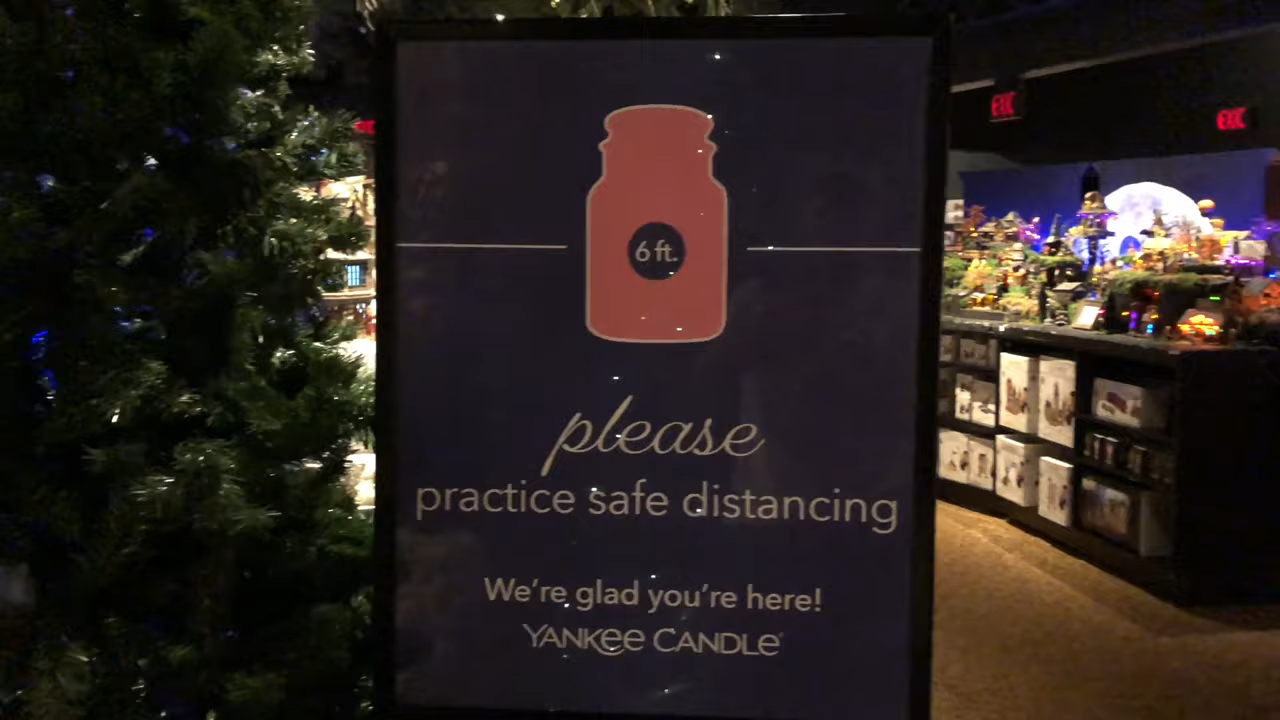 EXIT
EXIT
6 ft.
please
practice safe distancing
We're glad you're here!
YANKEE CANDLE